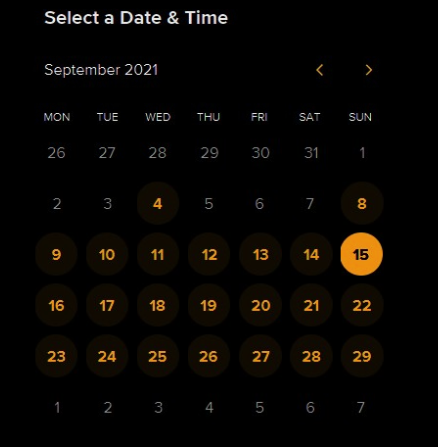 Select a Date & Time
September 2021
MON TUE WED THU FRI SAT SUN
26 27 28 29 30 31 1
2 3 4 5 6 7 8
9 10 11 12 13 14 15
16 17 18 19 20 21 22
23 24 25 26 27 28 29
1 2 3 4 5 6 7